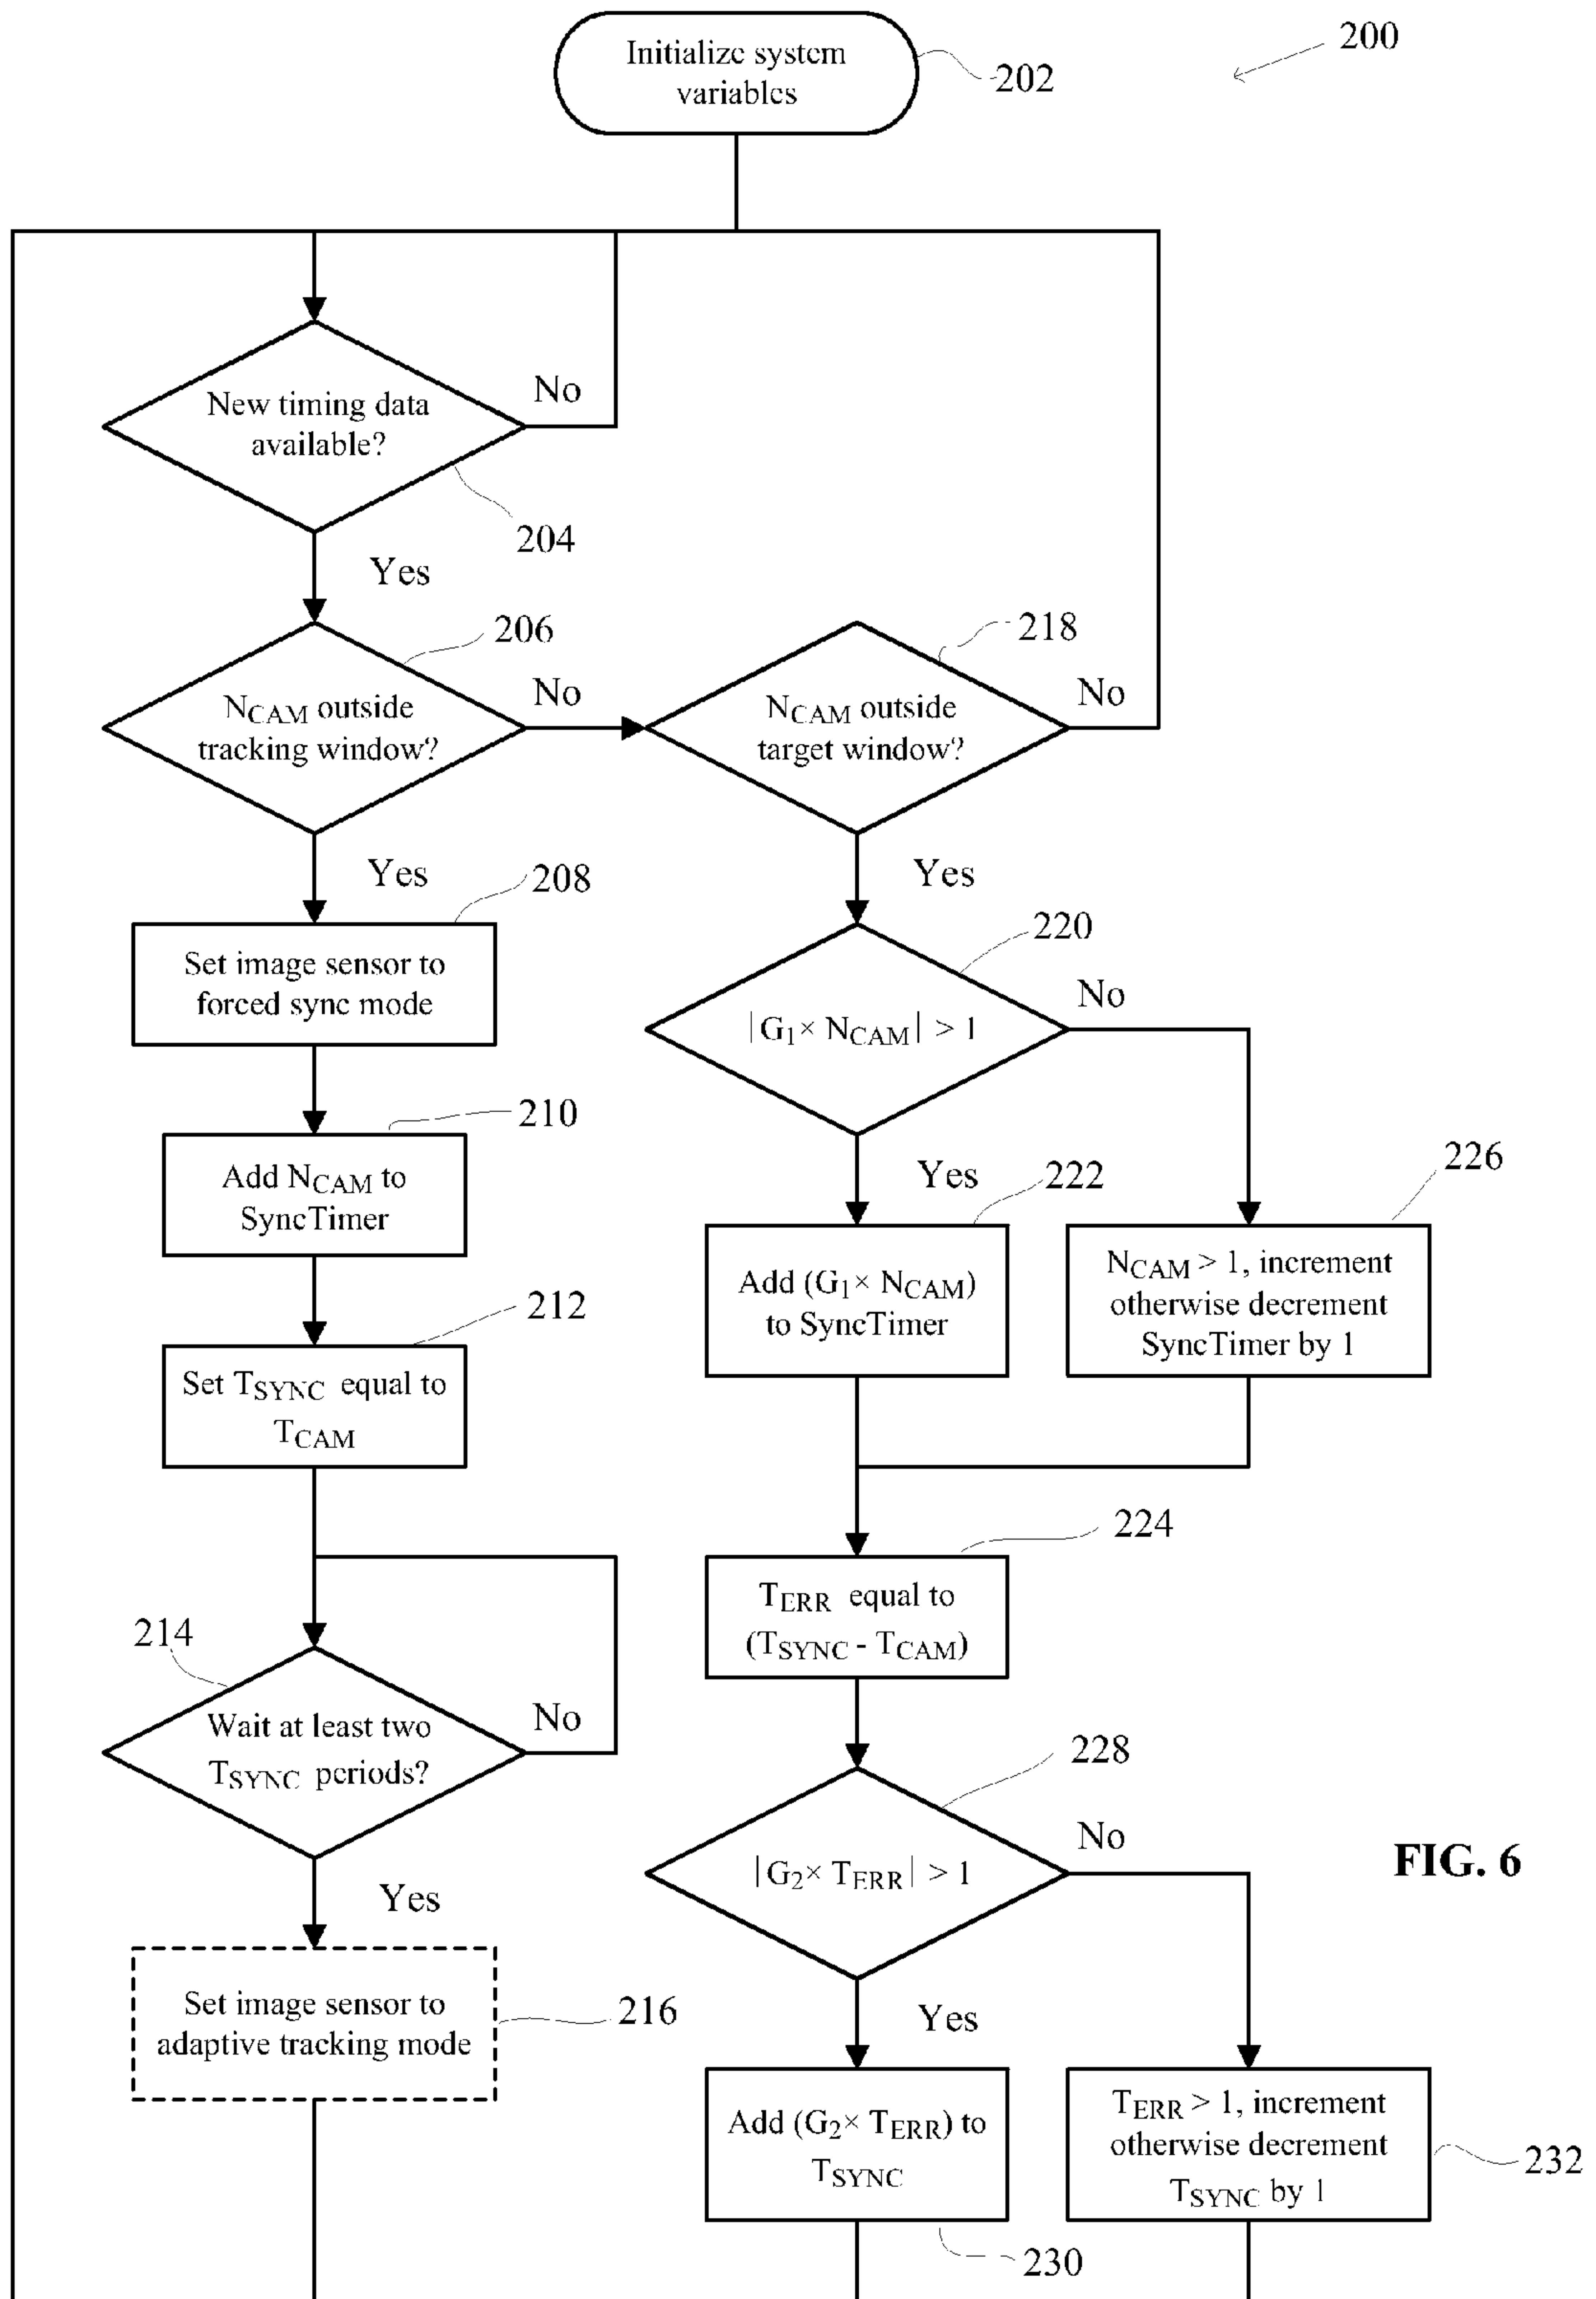 Initialize system
variables
202
200
New timing data
available?
No
204
Yes
N_CAM outside
tracking window?
206
No
N_CAM outside
target window?
218
No
Yes
Set image sensor to
forced sync mode
208
Yes
|G₁× N_CAM| > 1
220
No
Add N_CAM to
SyncTimer
210
Yes
Add (G₁× N_CAM)
to SyncTimer
222
N_CAM > 1, increment
otherwise decrement
SyncTimer by 1
226
Set T_SYNC equal to
T_CAM
212
T_ERR equal to
(T_SYNC - T_CAM)
224
214
Wait at least two
T_SYNC periods?
No
Yes
|G₂× T_ERR| > 1
228
No
FIG. 6
Set image sensor to
adaptive tracking mode
216
Yes
Add (G₂× T_ERR) to
T_SYNC
230
T_ERR > 1, increment
otherwise decrement
T_SYNC by 1
232